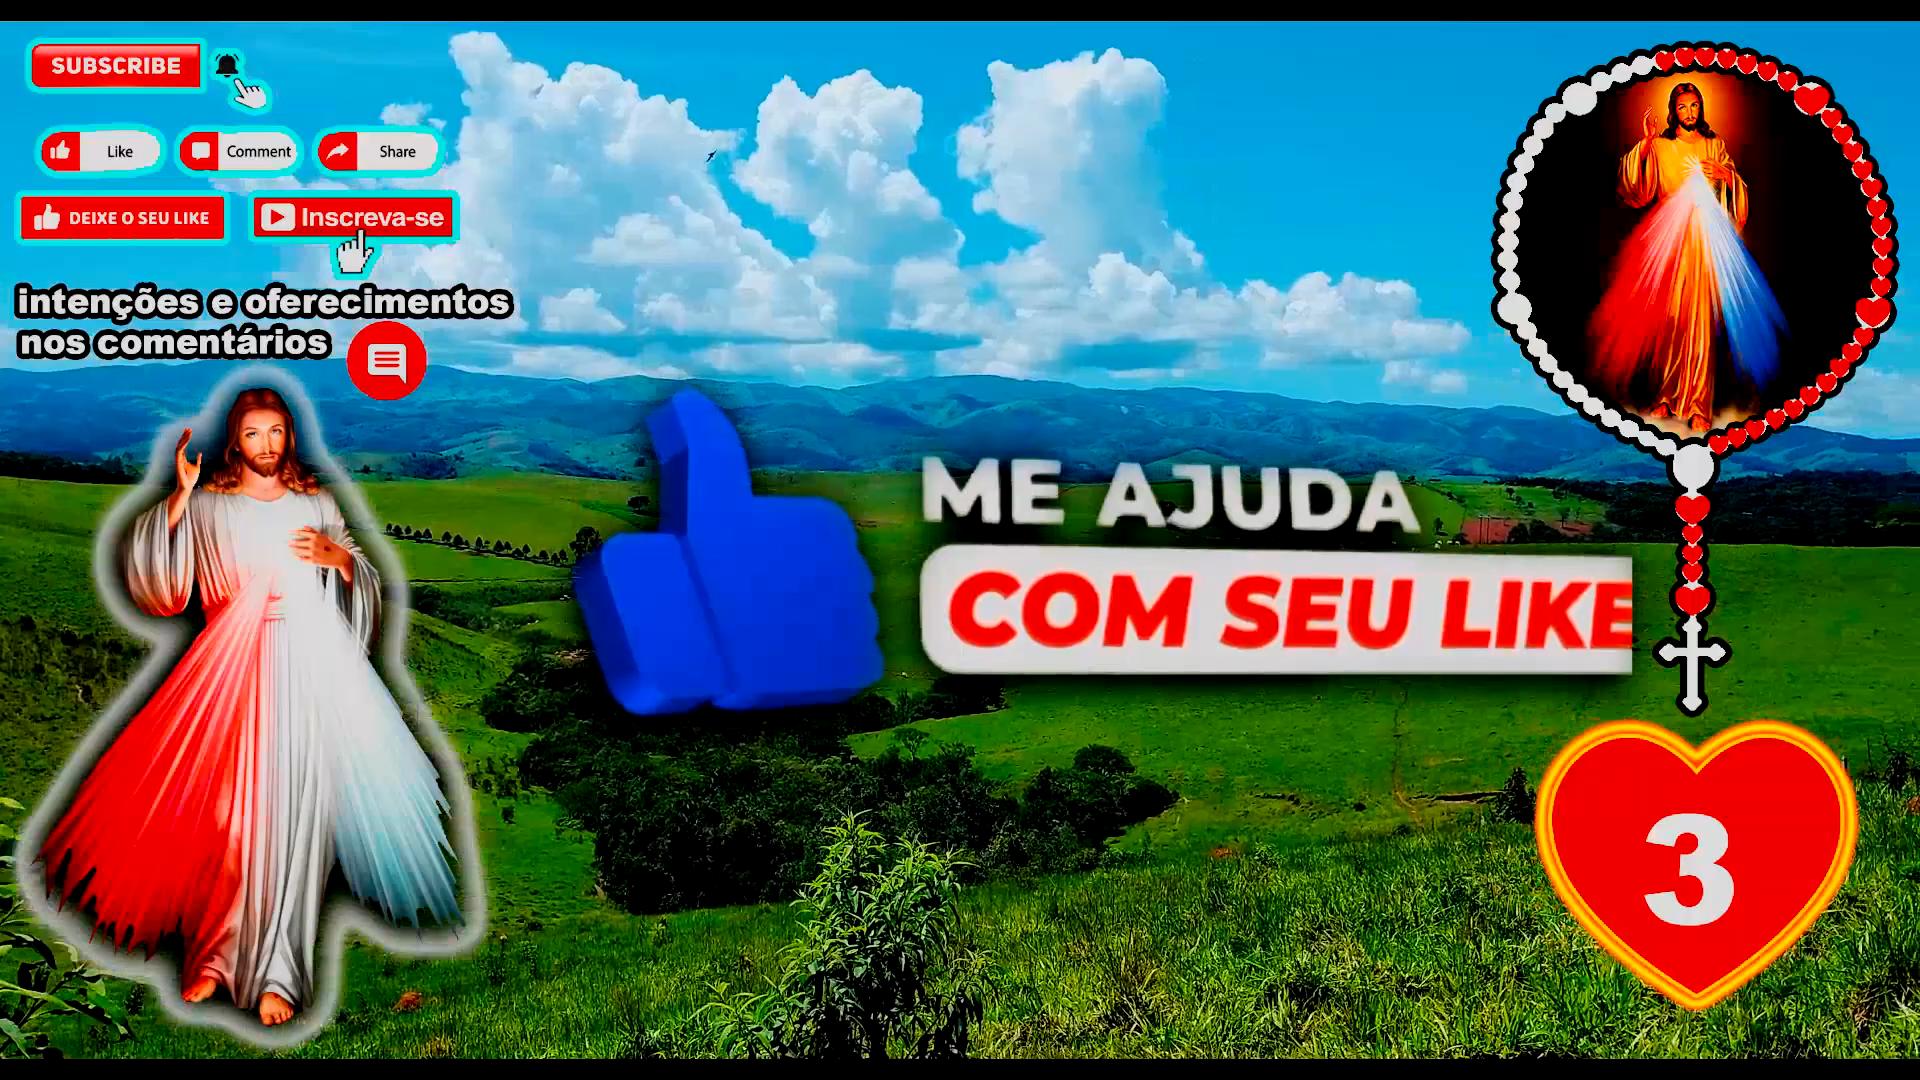 SUBSCRIBE
Like
Comment
Share
DEIXE O SEU LIKE
Inscreva-se
intenções e oferecimentos
nos comentários
ME AJUDA
COM SEU LIKE
3